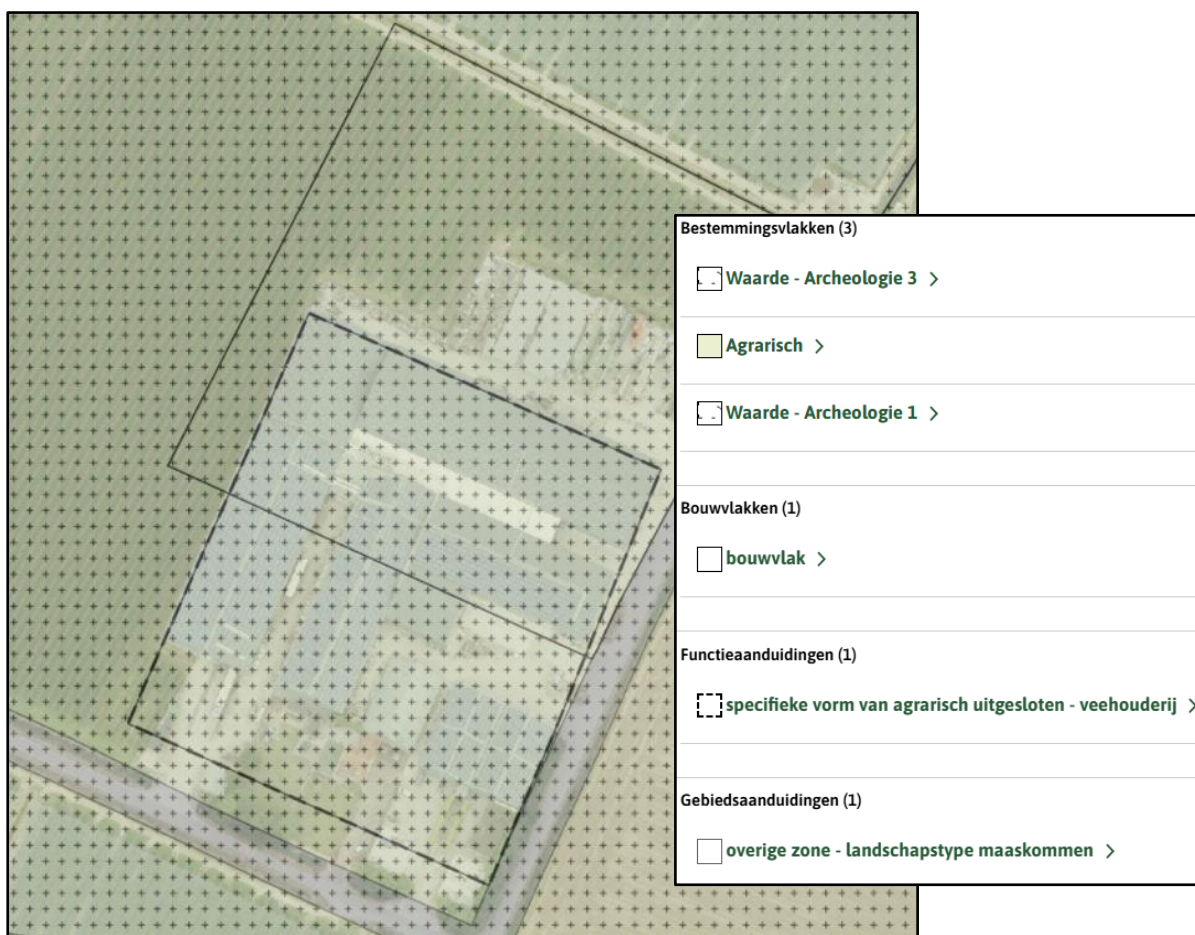 Bestemmingsvlakken (3)
Waarde - Archeologie 3
Agrarisch
Waarde - Archeologie 1
Bouwvlakken (1)
bouwvlak
Functieaanduidingen (1)
specifieke vorm van agrarisch uitgesloten - veehouderij
Gebiedsaanduidingen (1)
overige zone - landschapstype maaskommen